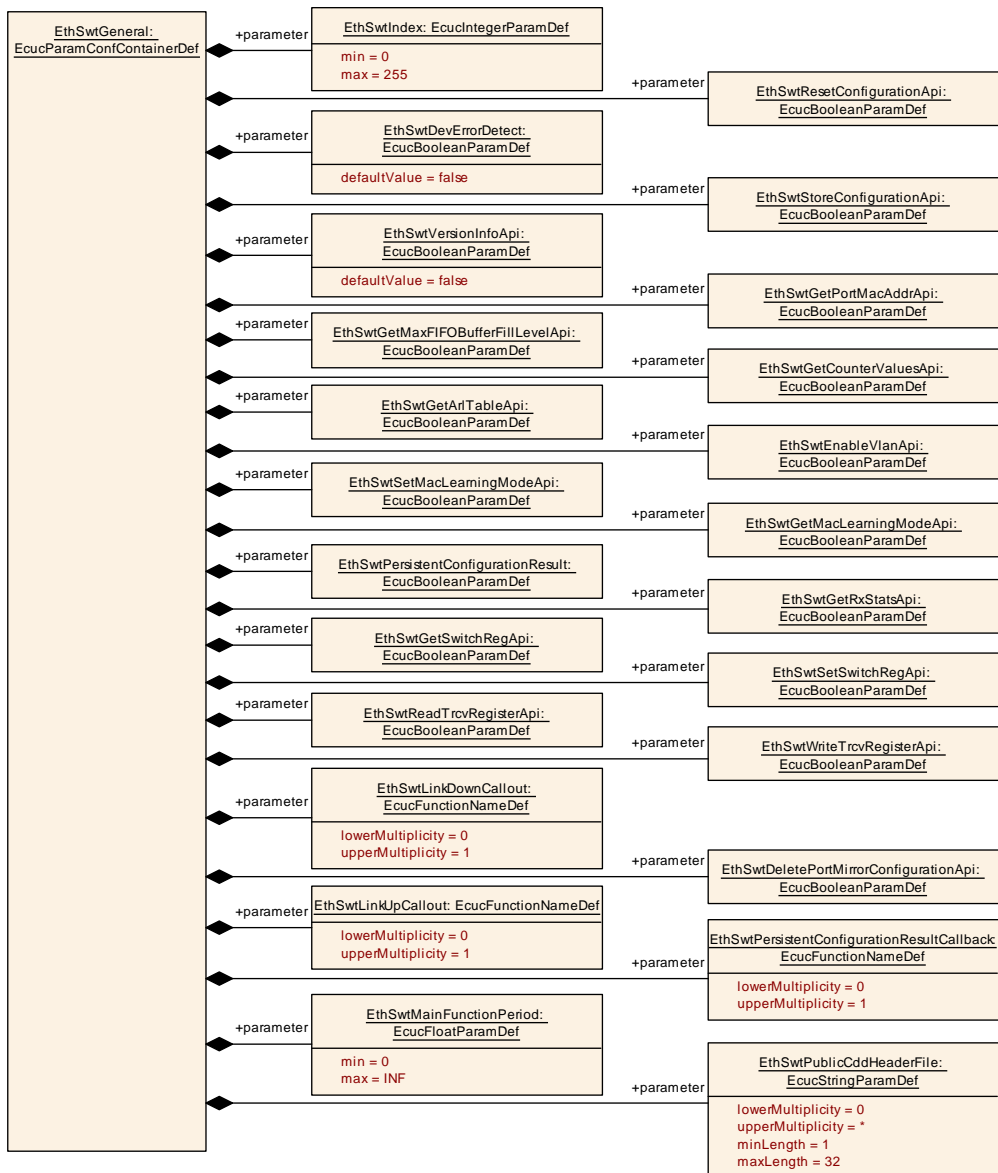 EthSwtGeneral:
EcucParamConfContainerDef
+parameter
EthSwtIndex: EcucIntegerParamDef
min = 0
max = 255
+parameter
EthSwtResetConfigurationApi:
EcucBooleanParamDef
+parameter
EthSwtDevErrorDetect:
EcucBooleanParamDef
defaultValue = false
+parameter
EthSwtStoreConfigurationApi:
EcucBooleanParamDef
+parameter
EthSwtVersionInfoApi:
EcucBooleanParamDef
defaultValue = false
+parameter
EthSwtGetPortMacAddrApi:
EcucBooleanParamDef
+parameter
EthSwtGetMaxFIFOBufferFillLevelApi:
EcucBooleanParamDef
+parameter
EthSwtGetCounterValuesApi:
EcucBooleanParamDef
+parameter
EthSwtGetArlTableApi:
EcucBooleanParamDef
+parameter
EthSwtEnableVlanApi:
EcucBooleanParamDef
+parameter
EthSwtSetMacLearningModeApi:
EcucBooleanParamDef
+parameter
EthSwtGetMacLearningModeApi:
EcucBooleanParamDef
+parameter
EthSwtPersistentConfigurationResult:
EcucBooleanParamDef
+parameter
EthSwtGetRxStatsApi:
EcucBooleanParamDef
+parameter
EthSwtGetSwitchRegApi:
EcucBooleanParamDef
+parameter
EthSwtSetSwitchRegApi:
EcucBooleanParamDef
+parameter
EthSwtReadTrcvRegisterApi:
EcucBooleanParamDef
+parameter
EthSwtWriteTrcvRegisterApi:
EcucBooleanParamDef
+parameter
EthSwtLinkDownCallout:
EcucFunctionNameDef
lowerMultiplicity = 0
upperMultiplicity = 1
+parameter
EthSwtDeletePortMirrorConfigurationApi:
EcucBooleanParamDef
+parameter
EthSwtLinkUpCallout: EcucFunctionNameDef
lowerMultiplicity = 0
upperMultiplicity = 1
+parameter
EthSwtPersistentConfigurationResultCallback:
EcucFunctionNameDef
lowerMultiplicity = 0
upperMultiplicity = 1
+parameter
EthSwtMainFunctionPeriod:
EcucFloatParamDef
min = 0
max = INF
+parameter
EthSwtPublicCddHeaderFile:
EcucStringParamDef
lowerMultiplicity = 0
upperMultiplicity = *
minLength = 1
maxLength = 32